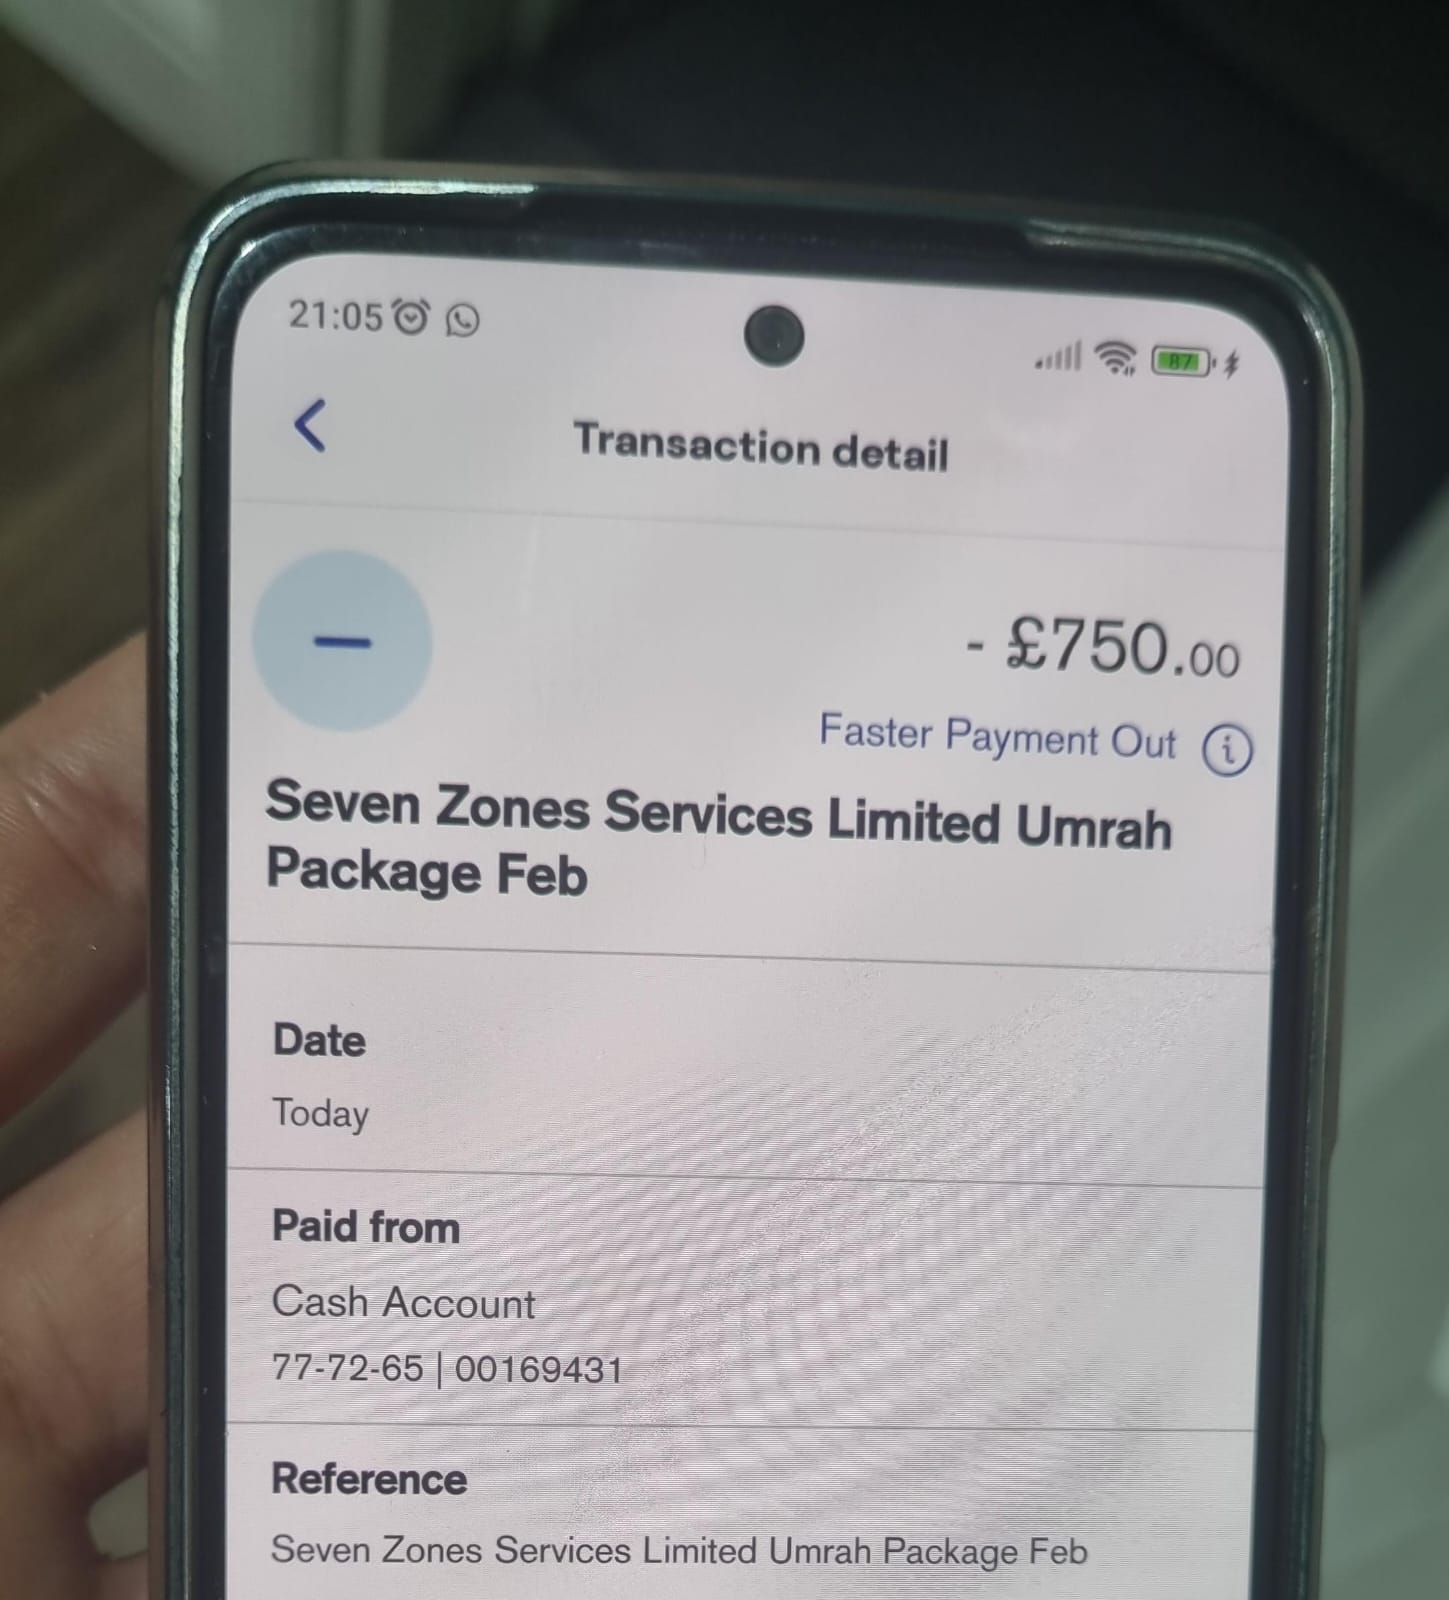 21:05
87
Transaction detail
- £750.00
Faster Payment Out
Seven Zones Services Limited Umrah
Package Feb
Date
Today
Paid from
Cash Account
77-72-65 | 00169431
Reference
Seven Zones Services Limited Umrah Package Feb